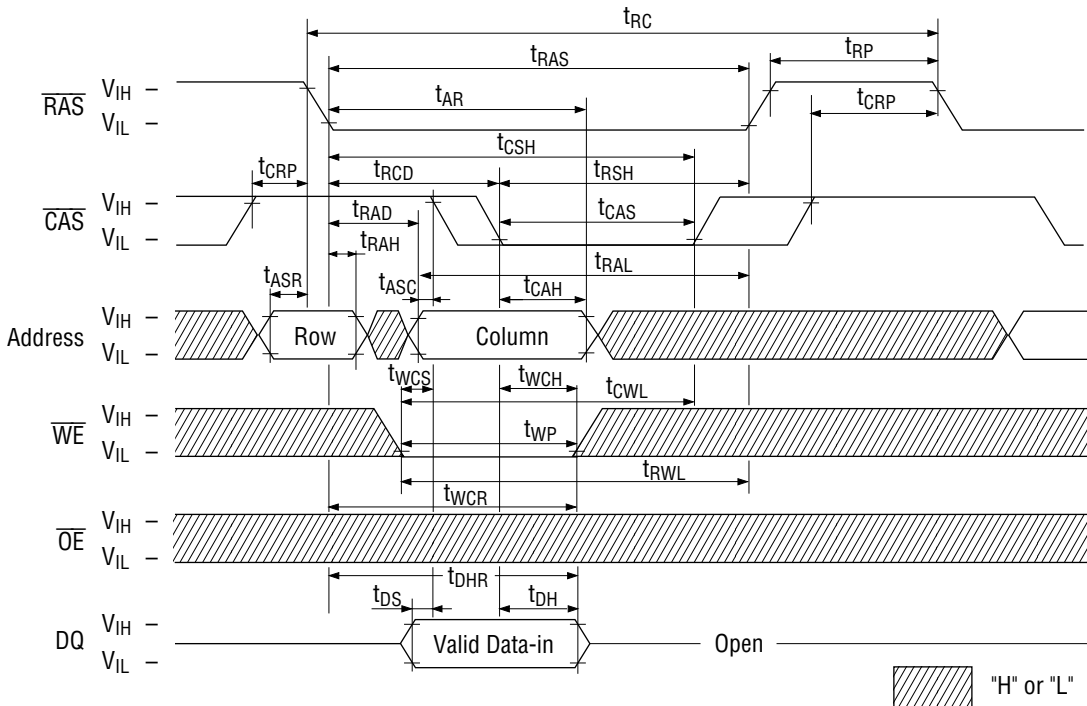 tRC
tRAS
tRP
RAS
VIH –
VIL –
tAR
tCRP
tCSH
tCRP
tRCD
tRSH
CAS
VIH –
VIL –
tRAD
tCAS
tRAH
tRAL
tASR
tASC
tCAH
Address
VIH –
VIL –
Row
Column
tWCS
tWCH
tCWL
WE
VIH –
VIL –
tWP
tRWL
tWCR
OE
VIH –
VIL –
tDHR
tDS
tDH
DQ
VIH –
VIL –
Valid Data-in
Open
"H" or "L"